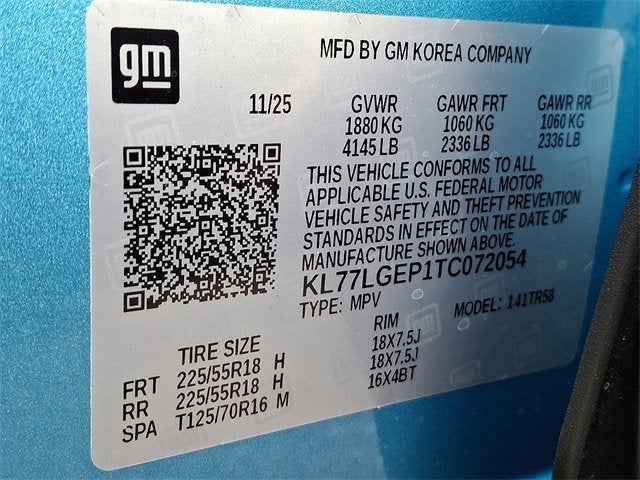 gm
MFD BY GM KOREA COMPANY
11/25 GVWR GAWR FRT GAWR RR
1880 KG 1060 KG 1060 KG
4145 LB 2336 LB 2336 LB
THIS VEHICLE CONFORMS TO ALL
APPLICABLE U.S. FEDERAL MOTOR
VEHICLE SAFETY AND THEFT PREVENTION
STANDARDS IN EFFECT ON THE DATE OF
MANUFACTURE SHOWN ABOVE.
KL77LGEP1TC072054
TYPE: MPV MODEL: 141TR58
TIRE SIZE RIM
FRT 225/55R18 H 18X7.5J
RR 225/55R18 H 18X7.5J
SPA T125/70R16 M 16X4BT